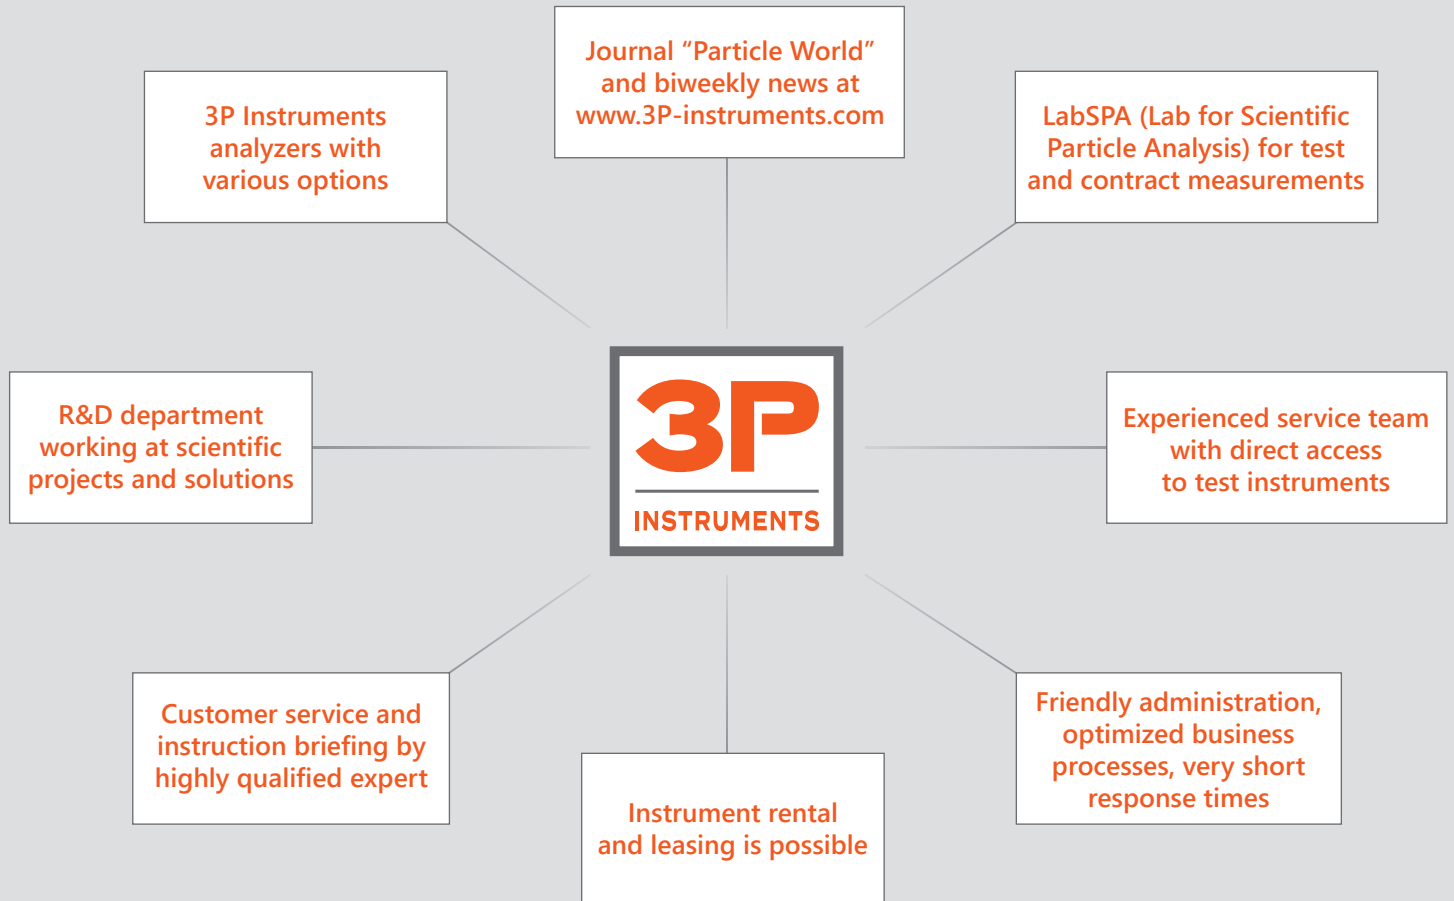 Journal “Particle World”
and biweekly news at
www.3P-instruments.com
3P Instruments
analyzers with
various options
LabSPA (Lab for Scientific
Particle Analysis) for test
and contract measurements
R&D department
working at scientific
projects and solutions
3P
INSTRUMENTS
Experienced service team
with direct access
to test instruments
Customer service and
instruction briefing by
highly qualified expert
Instrument rental
and leasing is possible
Friendly administration,
optimized business
processes, very short
response times